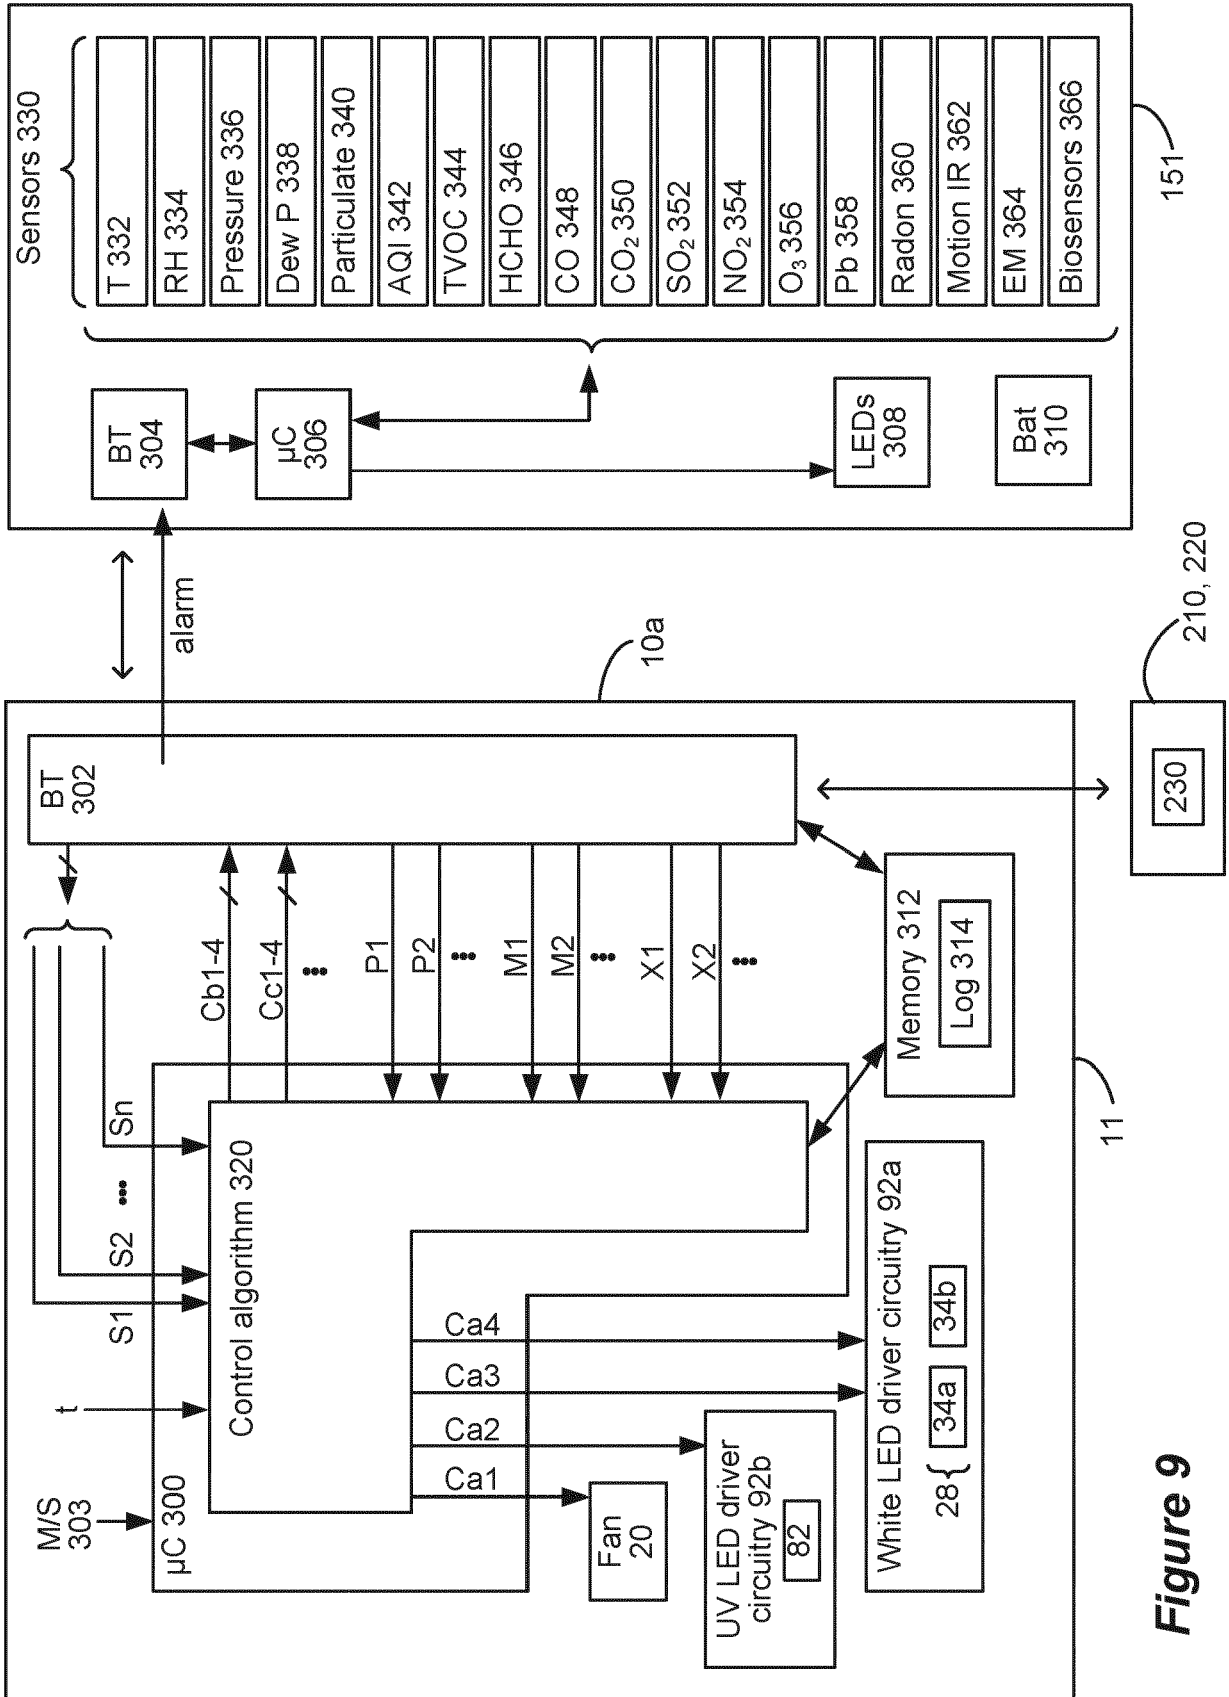 M/S
303
t
S1
S2
•••
Sn
µC 300
Control algorithm 320
Ca1
Ca2
Ca3
Ca4
Fan
20
UV LED driver
circuitry 92b
82
White LED driver circuitry 92a
28{
34a
34b
Cb1-4
Cc1-4
•••
P1
P2
•••
M1
M2
•••
X1
X2
•••
Memory 312
Log 314
BT
302
11
10a
alarm
230
210, 220
BT
304
µC
306
LEDs
308
Bat
310
Sensors 330
T 332
RH 334
Pressure 336
Dew P 338
Particulate 340
AQI 342
TVOC 344
HCHO 346
CO 348
CO₂ 350
SO₂ 352
NO₂ 354
O₃ 356
Pb 358
Radon 360
Motion IR 362
EM 364
Biosensors 366
151
Figure 9